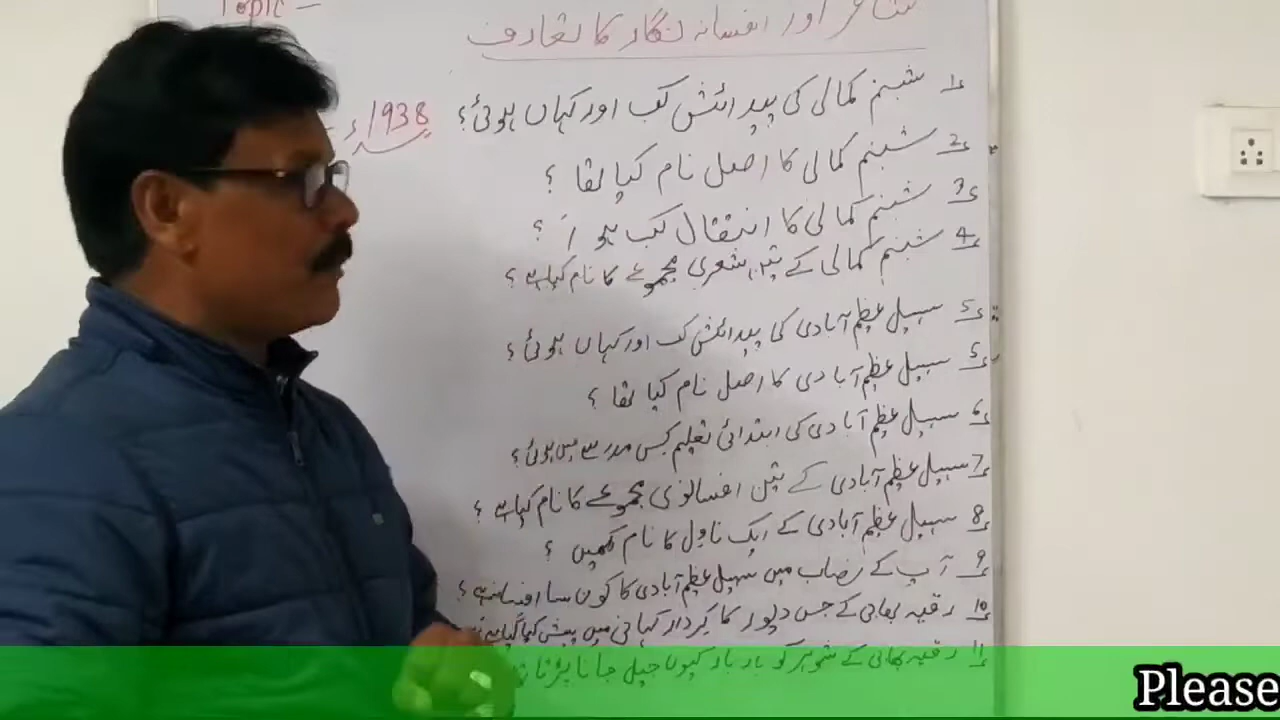 Topic -
شاعر اور افسانہ نگار کا تعارف
۱ شبنم کمالی کی پیدائش کب اور کہاں ہوئی؟ 1938ء
2 شبنم کمالی کا اصل نام کیا تھا ؟
3 شبنم کمالی کا انتقال کب ہوا ؟
4 شبنم کمالی کے تین شعری مجموعے کا نام کیا ہے ؟
5 سہیل عظیم آبادی کی پیدائش کب اور کہاں ہوئی ؟
5 سہیل عظیم آبادی کا اصل نام کیا تھا ؟
6 سہیل عظیم آبادی کی ابتدائی تعلیم کس مدرسے میں ہوئی ؟
7 سہیل عظیم آبادی کے تین افسانوی مجموعے کا نام کیا ہے ؟
8 سہیل عظیم آبادی کے ایک ناول کا نام لکھیں ؟
9 آپ کے نصاب میں سہیل عظیم آبادی کا کون سا افسانہ ہے ؟
10 رقیہ بھابی کے جس دیور کا کردار کہانی میں پیش کیا گیا ہے
11 رقیہ بھابی کے شوہر کو بار بار کیوں جیل جانا پڑتا
Please